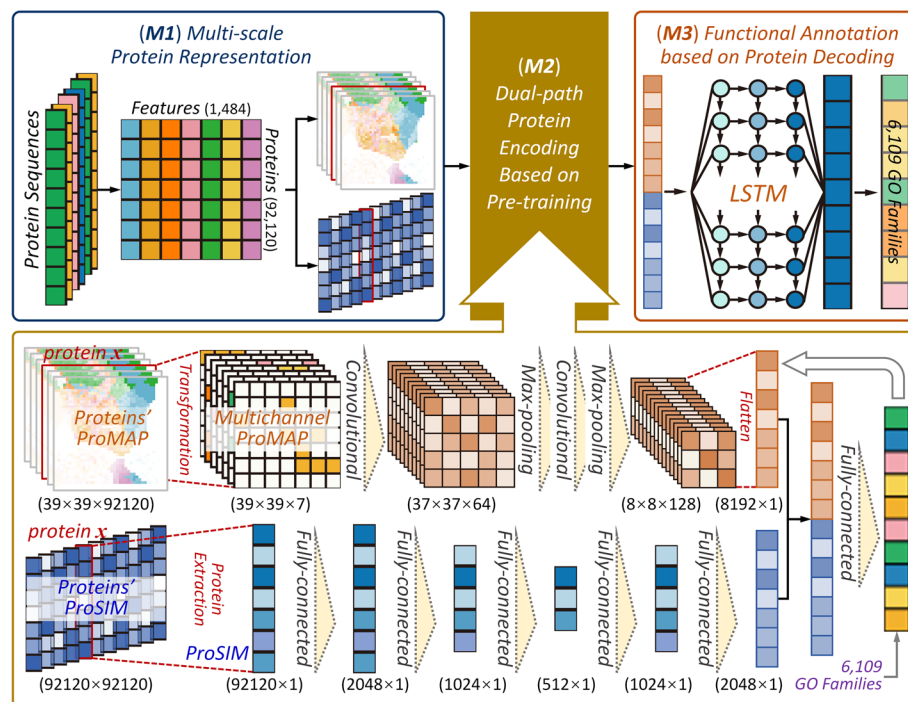 (M1) Multi-scale
Protein Representation
Protein Sequences
Features (1,484)
Proteins (92,120)
(M2)
Dual-path
Protein
Encoding
Based on
Pre-training
(M3) Functional Annotation
based on Protein Decoding
LSTM
6,109 GO Families
protein x
Proteins'
ProMAP
Transformation
Multichannel
ProMAP
Convolutional
Max-pooling
Convolutional
Max-pooling
Flatten
Fully-connected
(39×39×92120)
(39×39×7)
(37×37×64)
(8×8×128)
(8192×1)
protein x
Proteins'
ProSIM
Protein
Extraction
ProSIM
Fully-connected
Fully-connected
Fully-connected
Fully-connected
Fully-connected
(92120×92120)
(92120×1)
(2048×1)
(1024×1)
(512×1)
(1024×1)
(2048×1)
6,109
GO Families